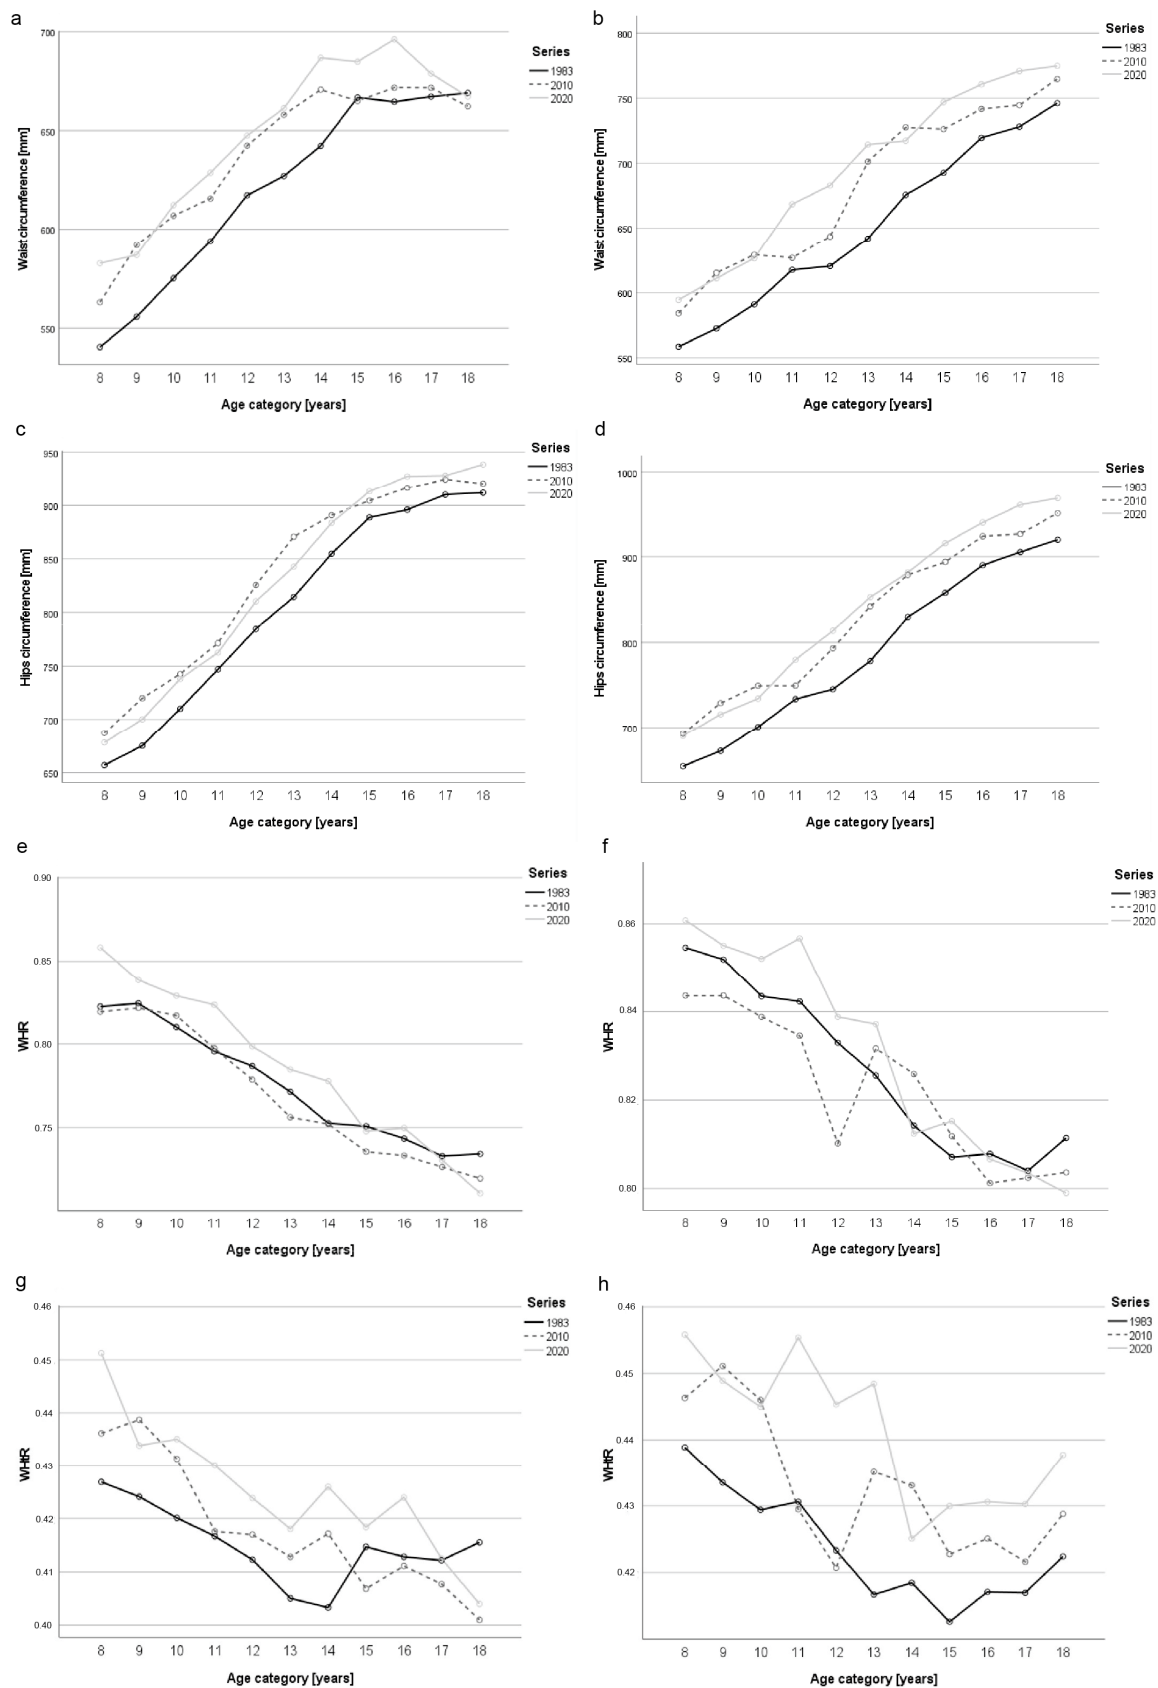 a
Series
1983
2010
2020
700
650
600
550
Waist circumference [mm]
8 9 10 11 12 13 14 15 16 17 18
Age category [years]
b
Series
1983
2010
2020
800
750
700
650
600
550
Waist circumference [mm]
8 9 10 11 12 13 14 15 16 17 18
Age category [years]
c
Series
1983
2010
2020
950
900
850
800
750
700
650
Hips circumference [mm]
8 9 10 11 12 13 14 15 16 17 18
Age category [years]
d
Series
1983
2010
2020
1000
900
800
700
Hips circumference [mm]
8 9 10 11 12 13 14 15 16 17 18
Age category [years]
e
Series
1983
2010
2020
0.90
0.85
0.80
0.75
WHR
8 9 10 11 12 13 14 15 16 17 18
Age category [years]
f
Series
1983
2010
2020
0.86
0.84
0.82
0.80
WHR
8 9 10 11 12 13 14 15 16 17 18
Age category [years]
g
Series
1983
2010
2020
0.46
0.45
0.44
0.43
0.42
0.41
0.40
WHtR
8 9 10 11 12 13 14 15 16 17 18
Age category [years]
h
Series
1983
2010
2020
0.46
0.45
0.44
0.43
0.42
WHtR
8 9 10 11 12 13 14 15 16 17 18
Age category [years]